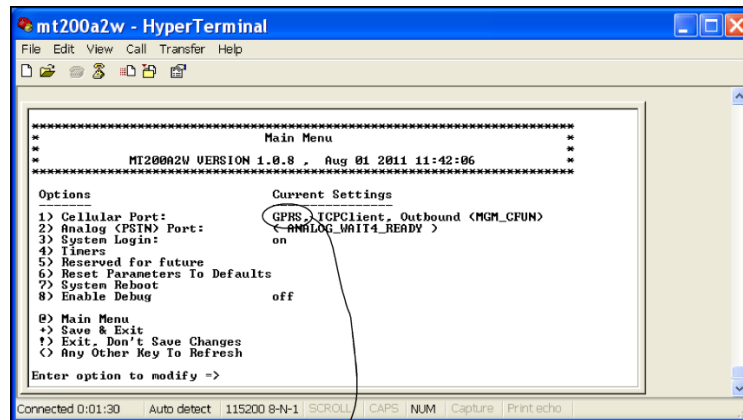 mt200a2w - HyperTerminal
File Edit View Call Transfer Help
************************************************************************
* Main Menu *
* MT200A2W VERSION 1.0.8 , Aug 01 2011 11:42:06 *
************************************************************************
Options Current Settings
------- ----------------
1) Cellular Port: GPRS, TCPClient, Outbound (MGM_CFUN)
2) Analog (PSTN) Port: ( ANALOG_WAIT4_READY )
3) System Login: on
4) Timers
5) Reserved for future
6) Reset Parameters To Defaults
7) System Reboot
8) Enable Debug off
@) Main Menu
+) Save & Exit
!) Exit, Don't Save Changes
<> Any Other Key To Refresh
Enter option to modify =>
Connected 0:01:30 Auto detect 115200 8-N-1 SCROLL CAPS NUM Capture Print echo